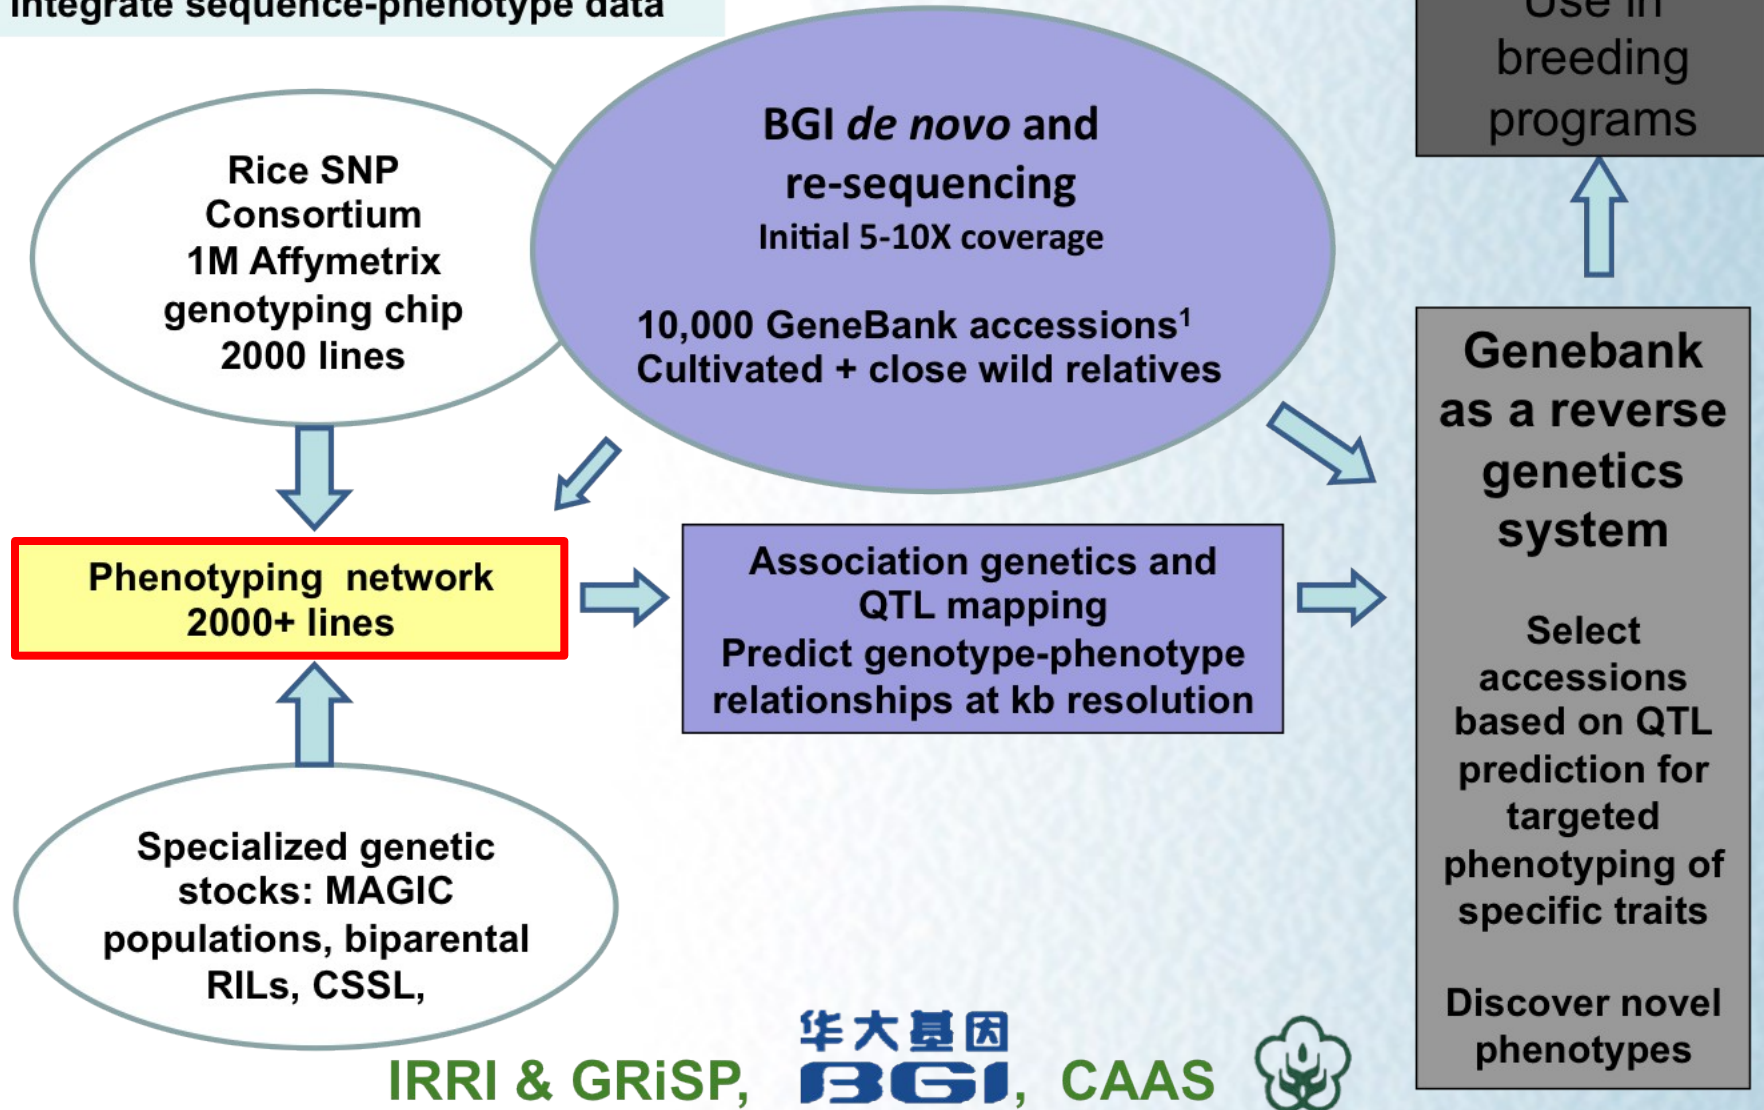 integrate sequence-phenotype data
Rice SNP
Consortium
1M Affymetrix
genotyping chip
2000 lines
BGI de novo and
re-sequencing
Initial 5-10X coverage
10,000 GeneBank accessions¹
Cultivated + close wild relatives
Use in
breeding
programs
Phenotyping network
2000+ lines
Association genetics and
QTL mapping
Predict genotype-phenotype
relationships at kb resolution
Genebank
as a reverse
genetics
system
Select
accessions
based on QTL
prediction for
targeted
phenotyping of
specific traits
Discover novel
phenotypes
Specialized genetic
stocks: MAGIC
populations, biparental
RILs, CSSL,
华大基因
IRRI & GRiSP, BGI, CAAS